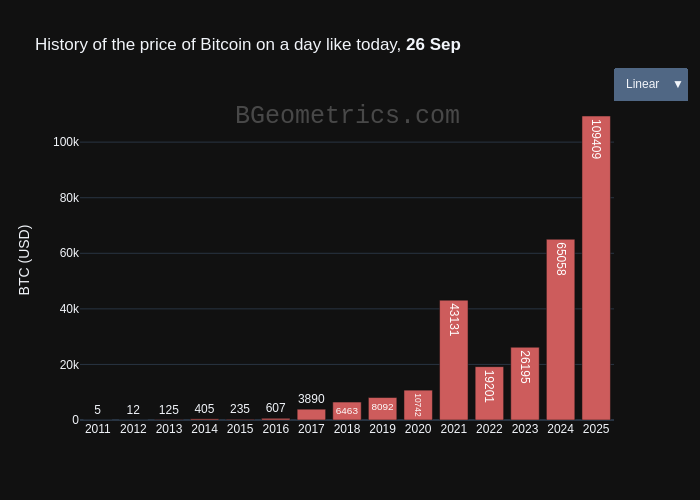 History of the price of Bitcoin on a day like today, 26 Sep
Linear ▼
BGeometrics.com
BTC (USD)
100k
80k
60k
40k
20k
0
5
12
125
405
235
607
3890
6463
8092
10742
43131
19201
26195
65058
109409
2011 2012 2013 2014 2015 2016 2017 2018 2019 2020 2021 2022 2023 2024 2025